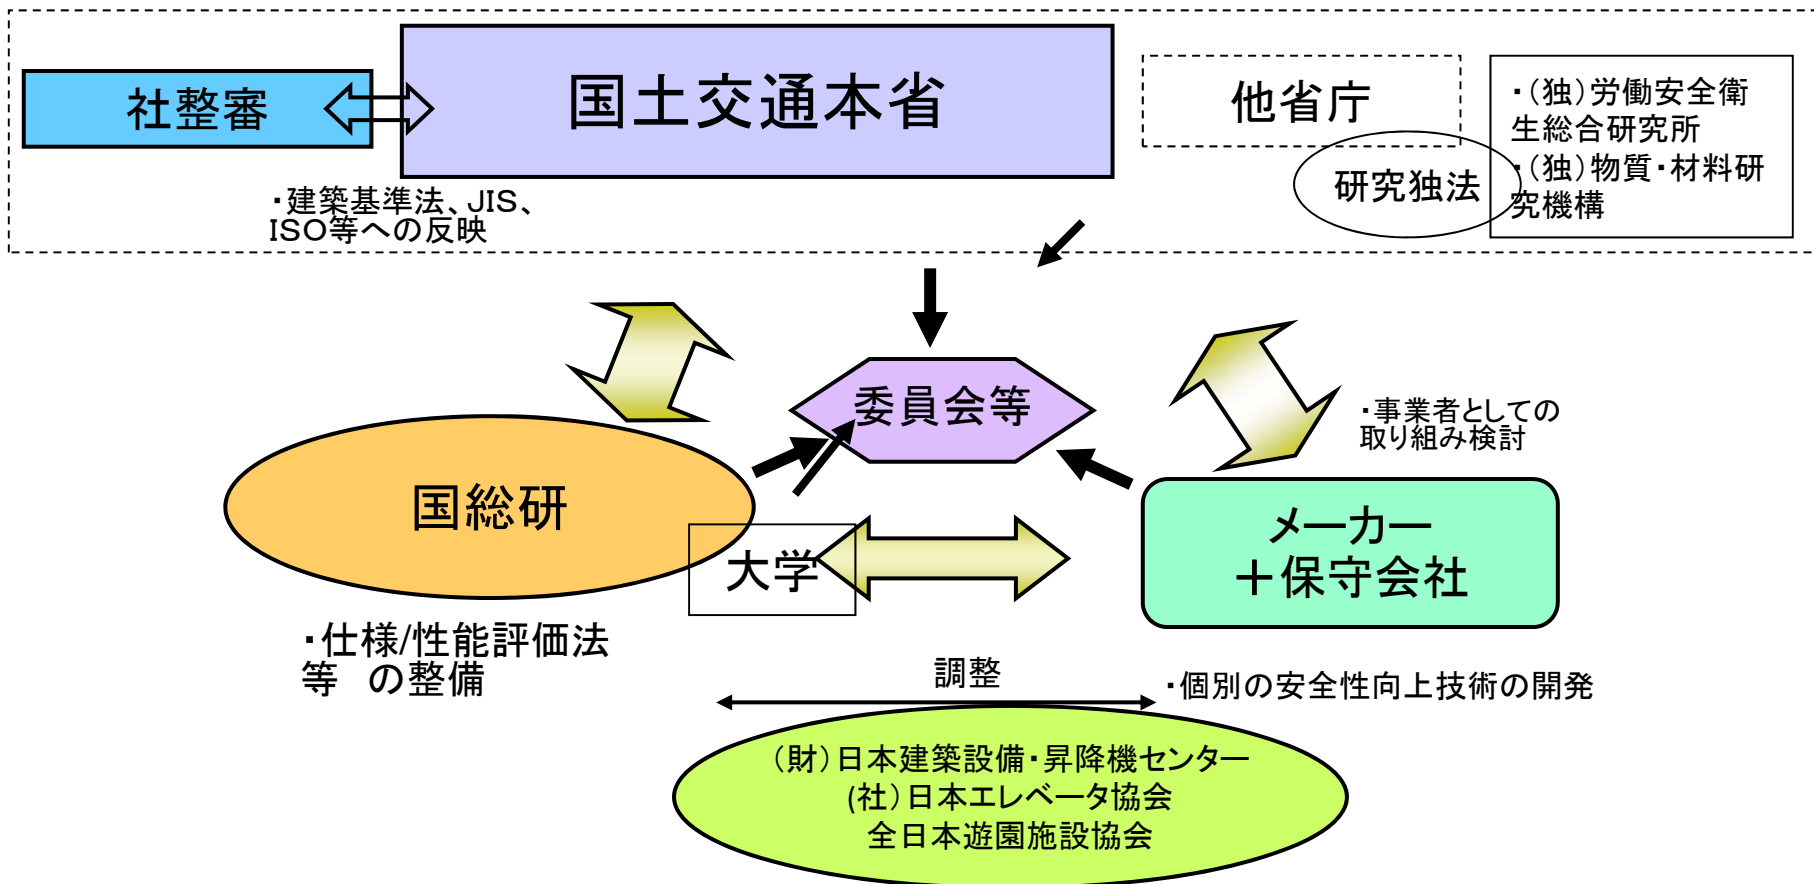 社整審
国土交通本省
他省庁
・（独）労働安全衛
生総合研究所
・（独）物質・材料研
究機構
研究独法
・建築基準法、JIS、
ISO等への反映
委員会等
・事業者としての
取り組み検討
国総研
大学
メーカー
＋保守会社
・仕様/性能評価法
等　の整備
調整
・個別の安全性向上技術の開発
（財）日本建築設備・昇降機センター
(社）日本エレベータ協会
全日本遊園施設協会